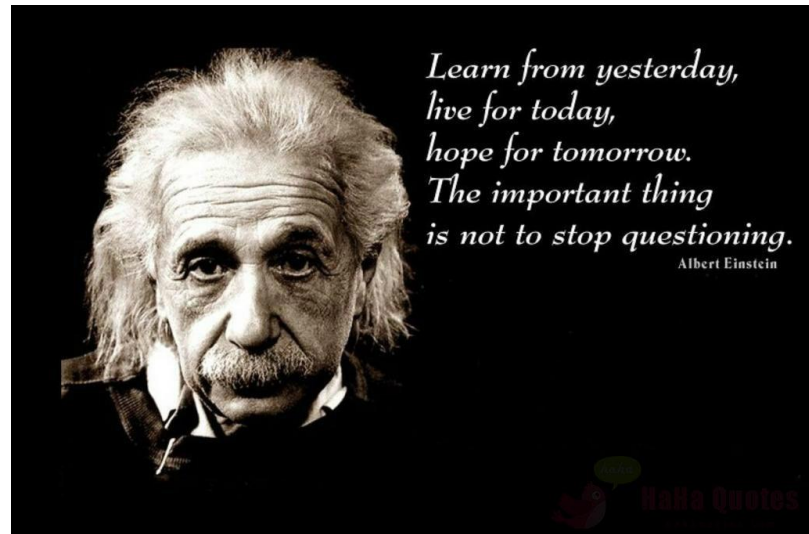 Learn from yesterday,
live for today,
hope for tomorrow.
The important thing
is not to stop questioning.
Albert Einstein
HaHa Quotes